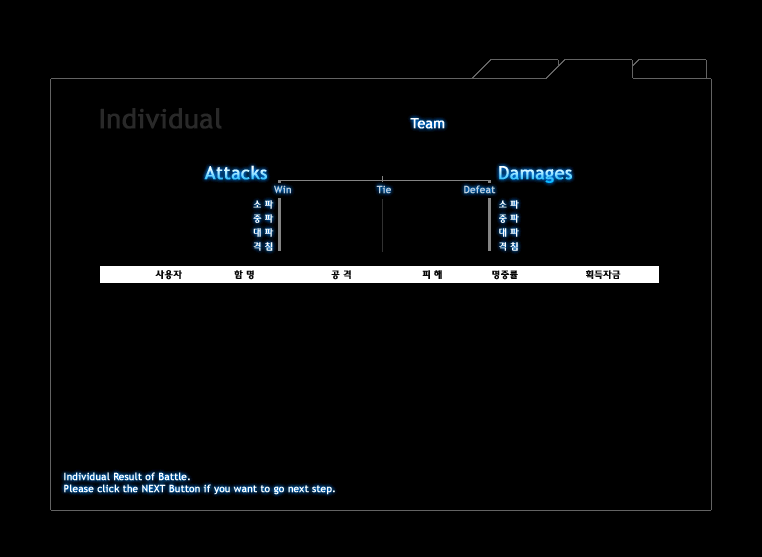 Individual
Team
Attacks
Damages
Win Tie Defeat
소 파 소 파
중 파 중 파
대 파 대 파
격 침 격 침
사용자 함 명 공 격 피 해 명중률 획득자금
Individual Result of Battle.
Please click the NEXT Button if you want to go next step.